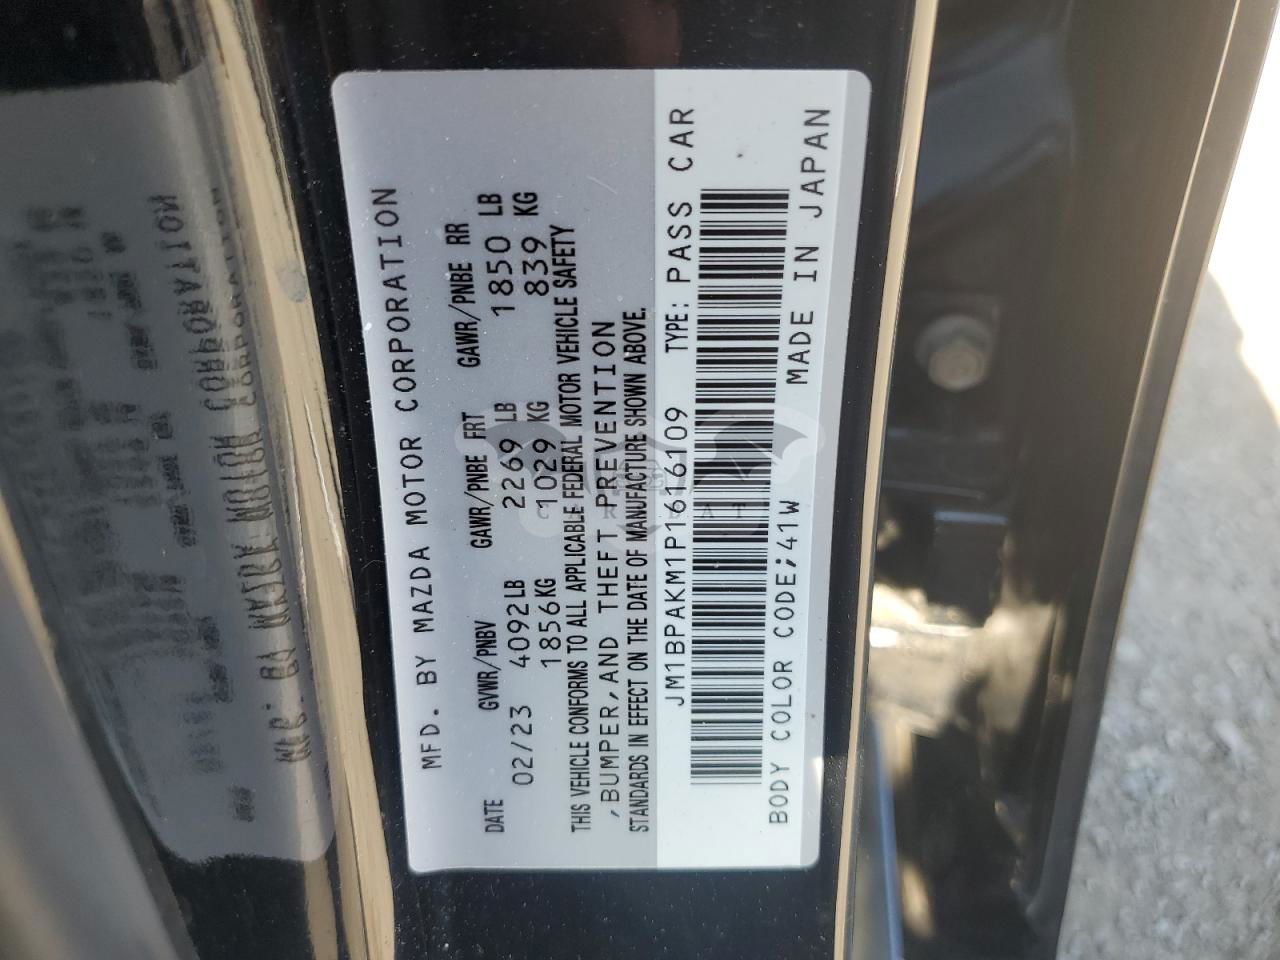 MFD. BY MAZDA MOTOR CORPORATION
DATE GVWR/PNBV GAWR/PNBE FRT GAWR/PNBE RR
02/23 4092LB 2269 LB 1850 LB
1856KG 1029 KG 839 KG
THIS VEHICLE CONFORMS TO ALL APPLICABLE FEDERAL MOTOR VEHICLE SAFETY
,BUMPER,AND THEFT PREVENTION
STANDARDS IN EFFECT ON THE DATE OF MANUFACTURE SHOWN ABOVE.
JM1BPAKM1P1616109 TYPE: PASS CAR
BODY COLOR CODE;41W MADE IN JAPAN